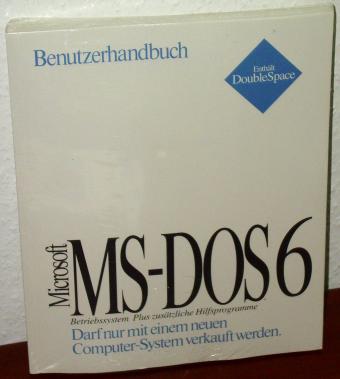 Benutzerhandbuch
Enthält
DoubleSpace
Microsoft
MS-DOS 6
Betriebssystem Plus zusätzliche Hilfsprogramme
Darf nur mit einem neuen
Computer-System verkauft werden.